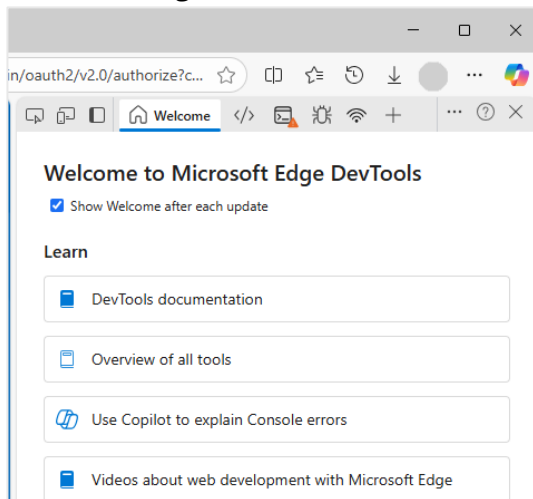 in/oauth2/v2.0/authorize?c...
Welcome
Welcome to Microsoft Edge DevTools
Show Welcome after each update
Learn
DevTools documentation
Overview of all tools
Use Copilot to explain Console errors
Videos about web development with Microsoft Edge